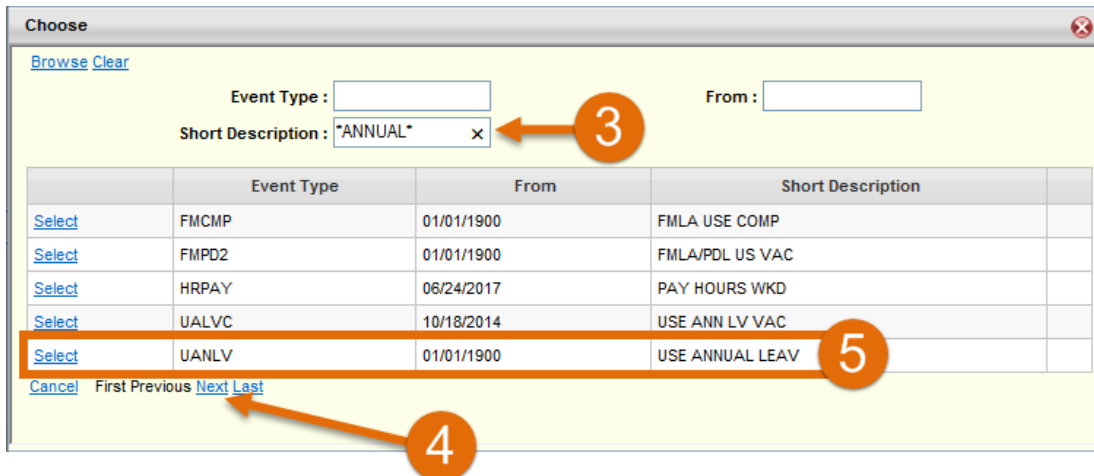 Choose
Browse Clear
Event Type : From :
Short Description : *ANNUAL* × 3
Event Type From Short Description
Select FMCMP 01/01/1900 FMLA USE COMP
Select FMPD2 01/01/1900 FMLA/PDL US VAC
Select HRPAY 06/24/2017 PAY HOURS WKD
Select UALVC 10/18/2014 USE ANN LV VAC
Select UANLV 01/01/1900 USE ANNUAL LEAV 5
Cancel First Previous Next Last
4